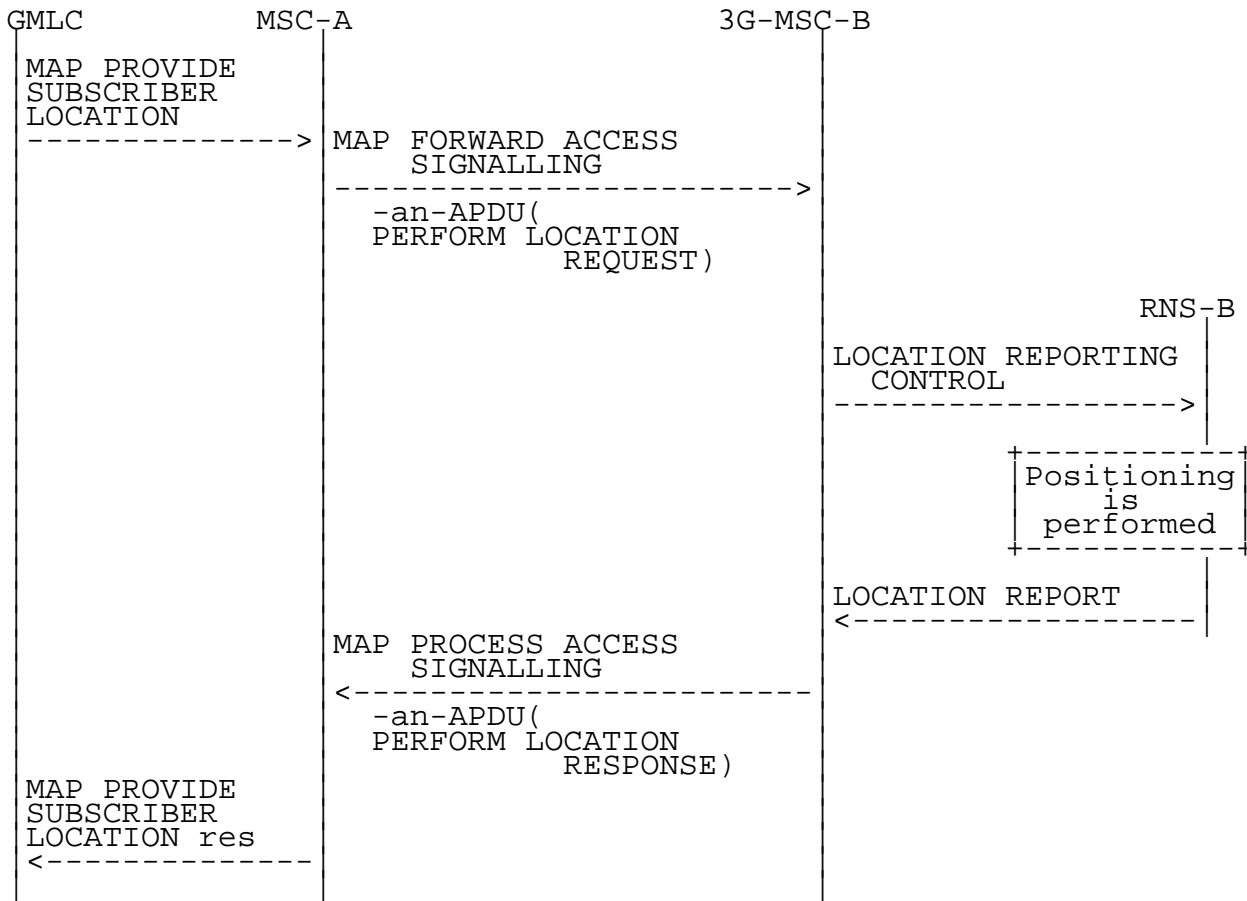 GMLC MSC-A 3G-MSC-B
MAP PROVIDE
SUBSCRIBER
LOCATION
MAP FORWARD ACCESS
SIGNALLING
-an-APDU(
PERFORM LOCATION
REQUEST)
RNS-B
LOCATION REPORTING
CONTROL
Positioning
is
performed
LOCATION REPORT
MAP PROCESS ACCESS
SIGNALLING
-an-APDU(
PERFORM LOCATION
RESPONSE)
MAP PROVIDE
SUBSCRIBER
LOCATION res